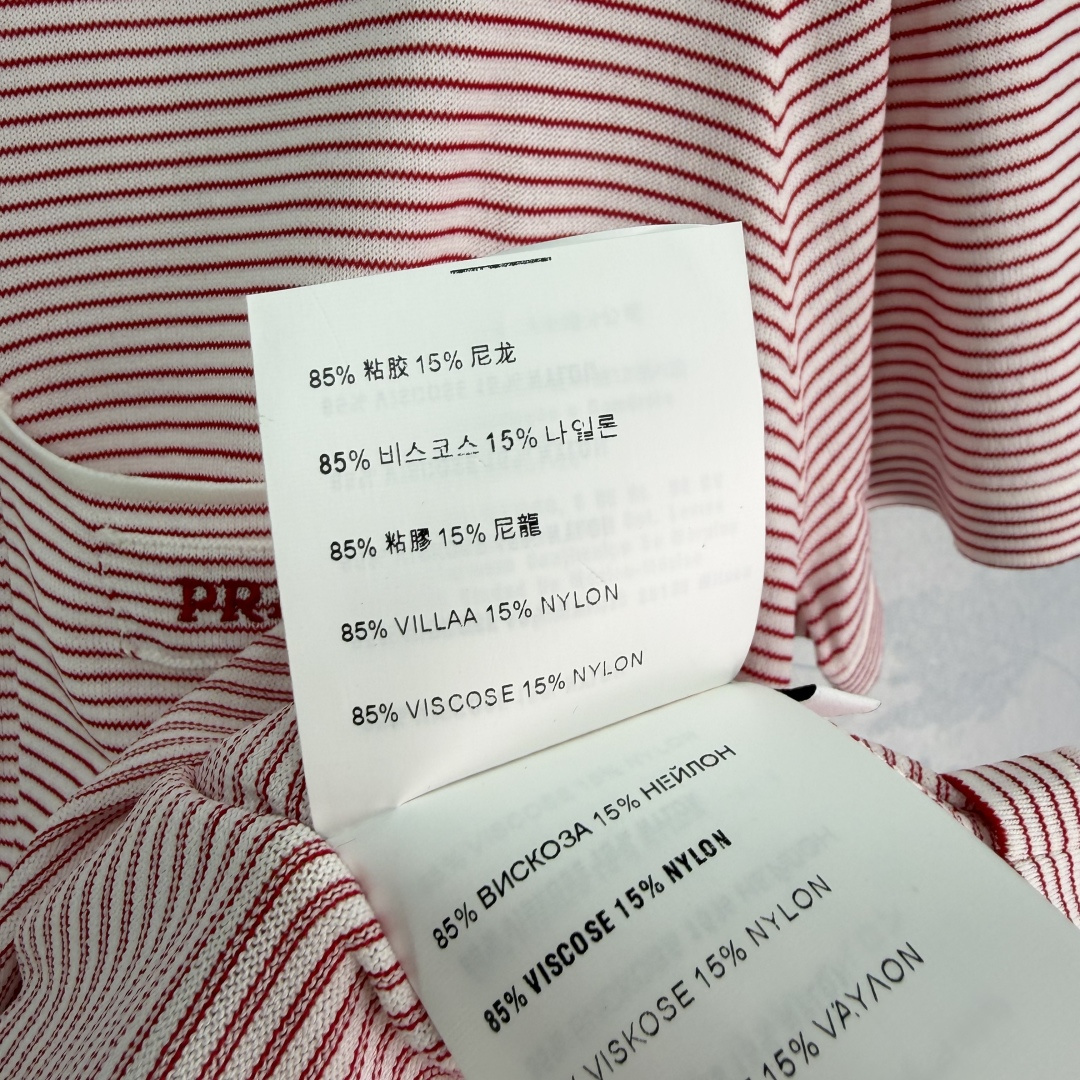 85% 粘胶 15% 尼龙
85% 비스코스 15% 나일론
85% 粘膠 15% 尼龍
85% VILLAA 15% NYLON
85% VISCOSE 15% NYLON
85% ВИСКОЗА 15% НЕЙЛОН
85% VISCOSE 15% NYLON
VISKOSE 15% NYLON
15% VAYΛON
PR